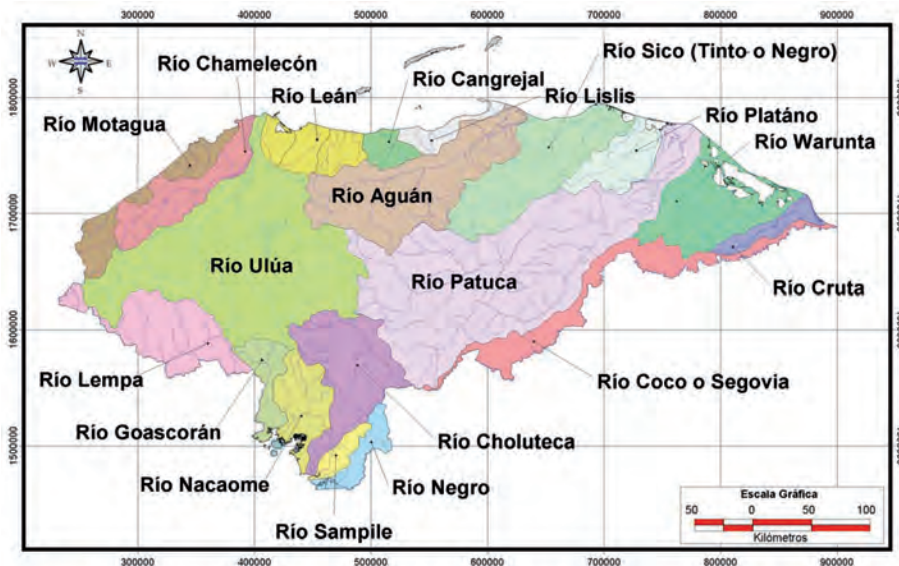 300000 400000 500000 600000 700000 800000 900000
N
W E
S
Río Chamelecón
Río Sico (Tinto o Negro)
Río Cangrejal
Río Leán
Río Lislis
Río Motagua
Río Platáno
Río Warunta
Río Aguán
Río Ulúa
Río Patuca
Río Cruta
Río Lempa
Río Coco o Segovia
Río Goascorán
Río Choluteca
Río Nacaome
Río Negro
Río Sampile
1800000
1700000
1600000
1500000
Escala Gráfica
50 0 50 100
Kilómetros
300000 400000 500000 600000 700000 800000 900000